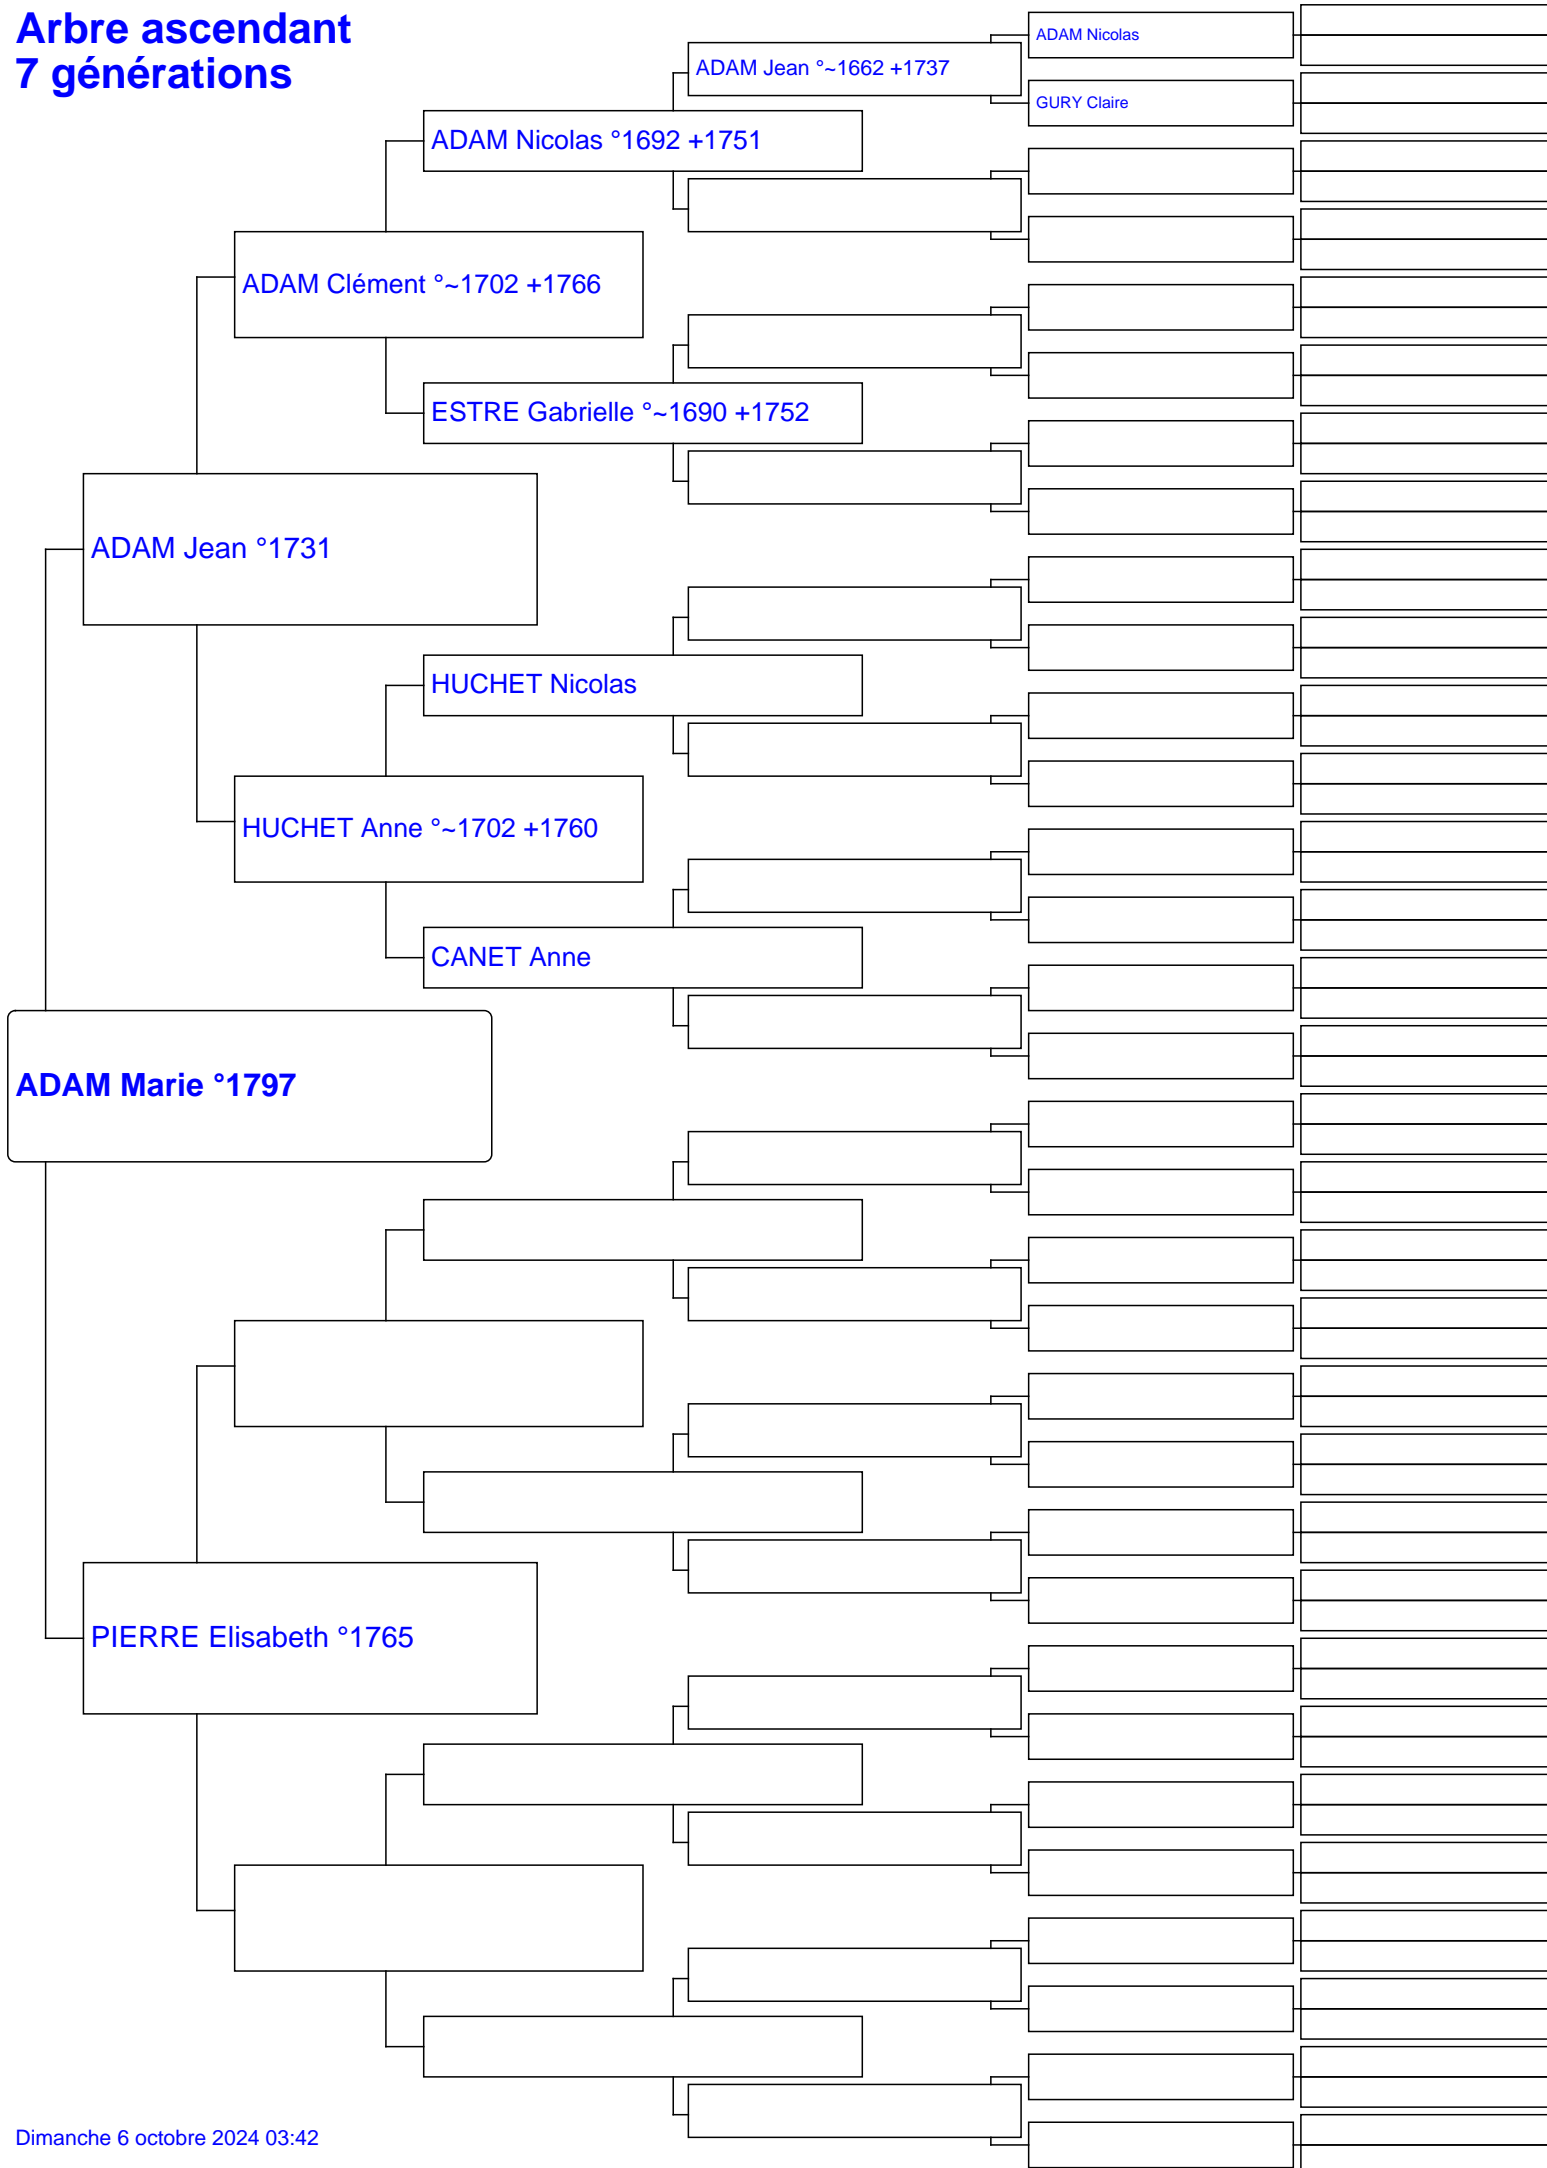 Arbre ascendant
7 générations
ADAM Nicolas
ADAM Jean °~1662 +1737
GURY Claire
ADAM Nicolas °1692 +1751
ADAM Clément °~1702 +1766
ESTRE Gabrielle °~1690 +1752
ADAM Jean °1731
HUCHET Nicolas
HUCHET Anne °~1702 +1760
CANET Anne
ADAM Marie °1797
PIERRE Elisabeth °1765
Dimanche 6 octobre 2024 03:42